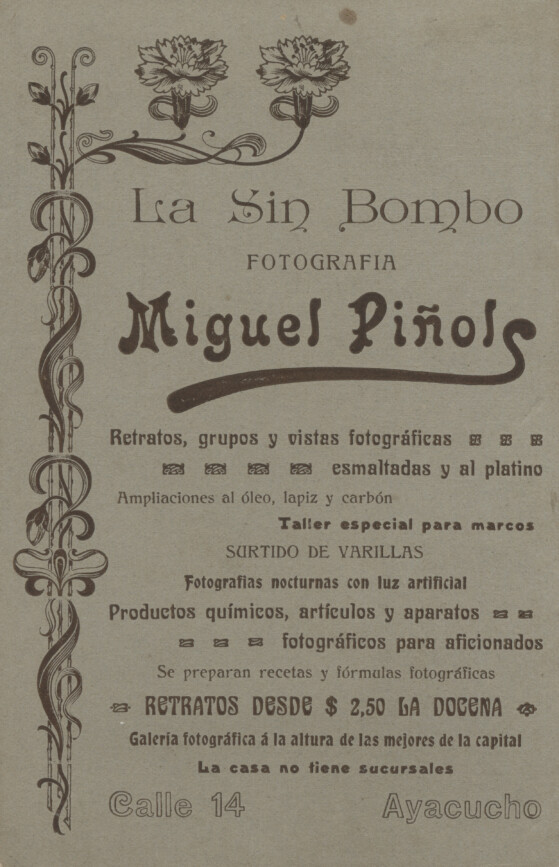 La Sin Bombo
FOTOGRAFIA
Miguel Piñols
Retratos, grupos y vistas fotográficas
esmaltadas y al platino
Ampliaciones al óleo, lapiz y carbón
Taller especial para marcos
SURTIDO DE VARILLAS
Fotografias nocturnas con luz artificial
Productos químicos, artículos y aparatos
fotográficos para aficionados
Se preparan recetas y fórmulas fotográficas
RETRATOS DESDE $ 2,50 LA DOCENA
Galeria fotográfica á la altura de las mejores de la capital
La casa no tiene sucursales
Calle 14 Ayacucho